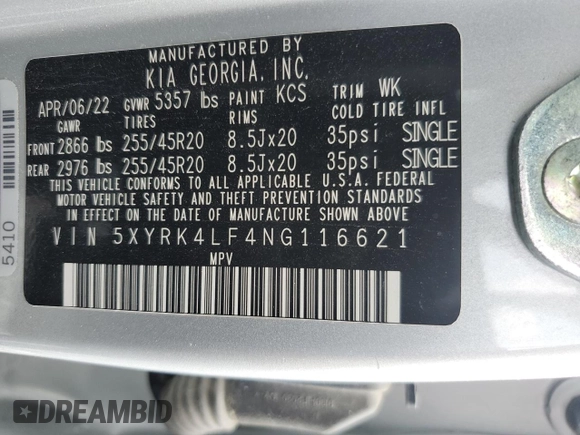 MANUFACTURED BY
KIA GEORGIA, INC.
APR/06/22 GVWR 5357 lbs PAINT KCS TRIM WK
GAWR TIRES RIMS COLD TIRE INFL
FRONT 2866 lbs 255/45R20 8.5Jx20 35psi SINGLE
REAR 2976 lbs 255/45R20 8.5Jx20 35psi SINGLE
THIS VEHICLE CONFORMS TO ALL APPLICABLE U.S.A. FEDERAL
MOTOR VEHICLE SAFETY AND THEFT PREVENTION STANDARDS
IN EFFECT ON THE DATE OF MANUFACTURE SHOWN ABOVE.
VIN 5XYRK4LF4NG116621
MPV
5410
DREAMBID